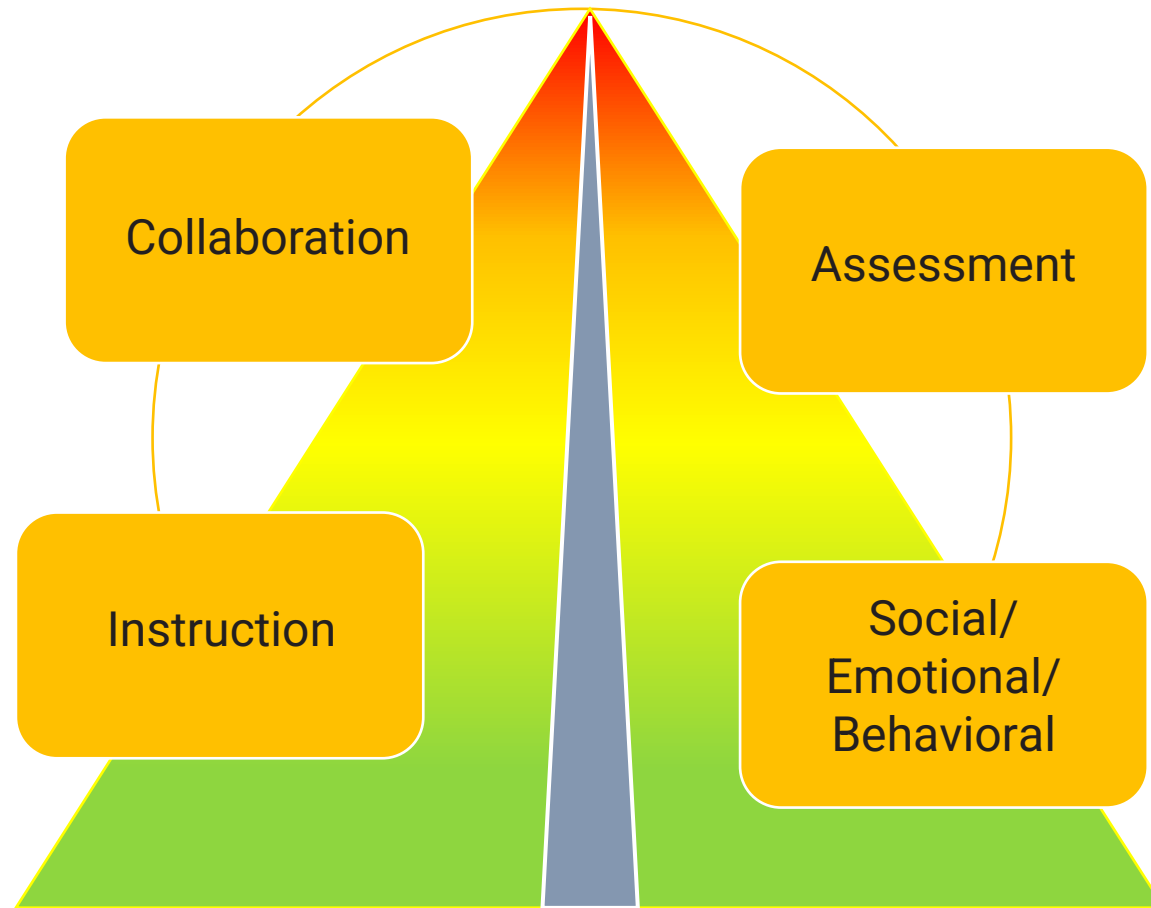 Collaboration
Assessment
Instruction
Social/
Emotional/
Behavioral